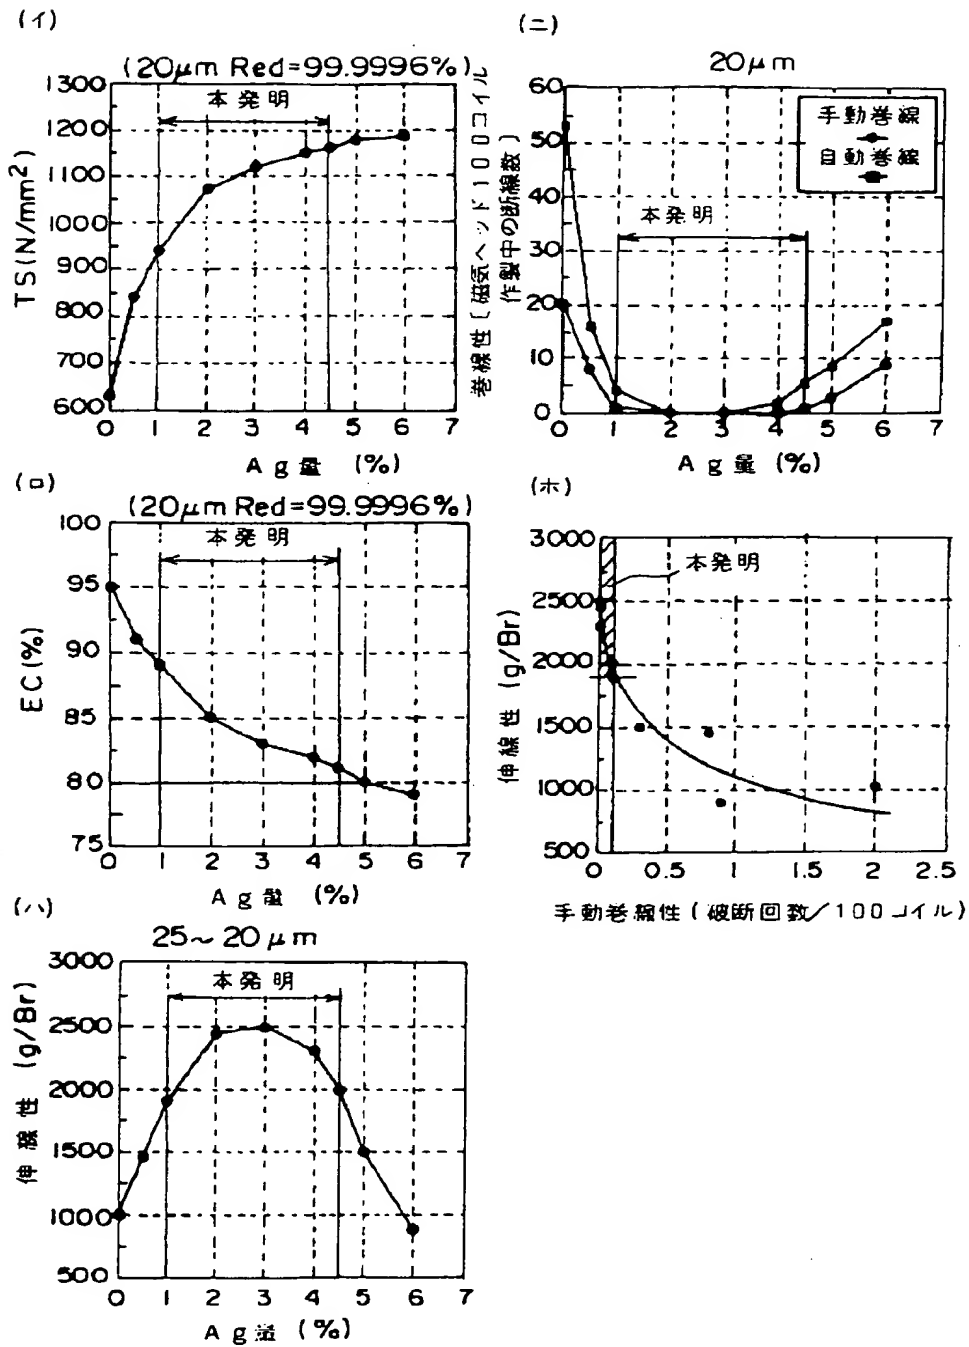 (イ)
(20μm Red=99.9996%)
本発明
TS(N/mm²)
1300
1200
1100
1000
900
800
700
600
0 1 2 3 4 5 6 7
Ag量 (%)
(ニ)
20μm
手動巻線
自動巻線
本発明
巻線性〔磁気ヘッド100コイル
作製中の断線数〕
60
50
40
30
20
10
0
0 1 2 3 4 5 6 7
Ag量 (%)
(ロ)
(20μm Red=99.9996%)
本発明
EC(%)
100
95
90
85
80
75
0 1 2 3 4 5 6 7
Ag量 (%)
(ホ)
本発明
伸線性 (g/Br)
3000
2500
2000
1500
1000
500
0 0.5 1 1.5 2 2.5
手動巻線性(破断回数/100コイル)
(ハ)
25~20μm
本発明
伸線性 (g/Br)
3000
2500
2000
1500
1000
500
0 1 2 3 4 5 6 7
Ag量 (%)